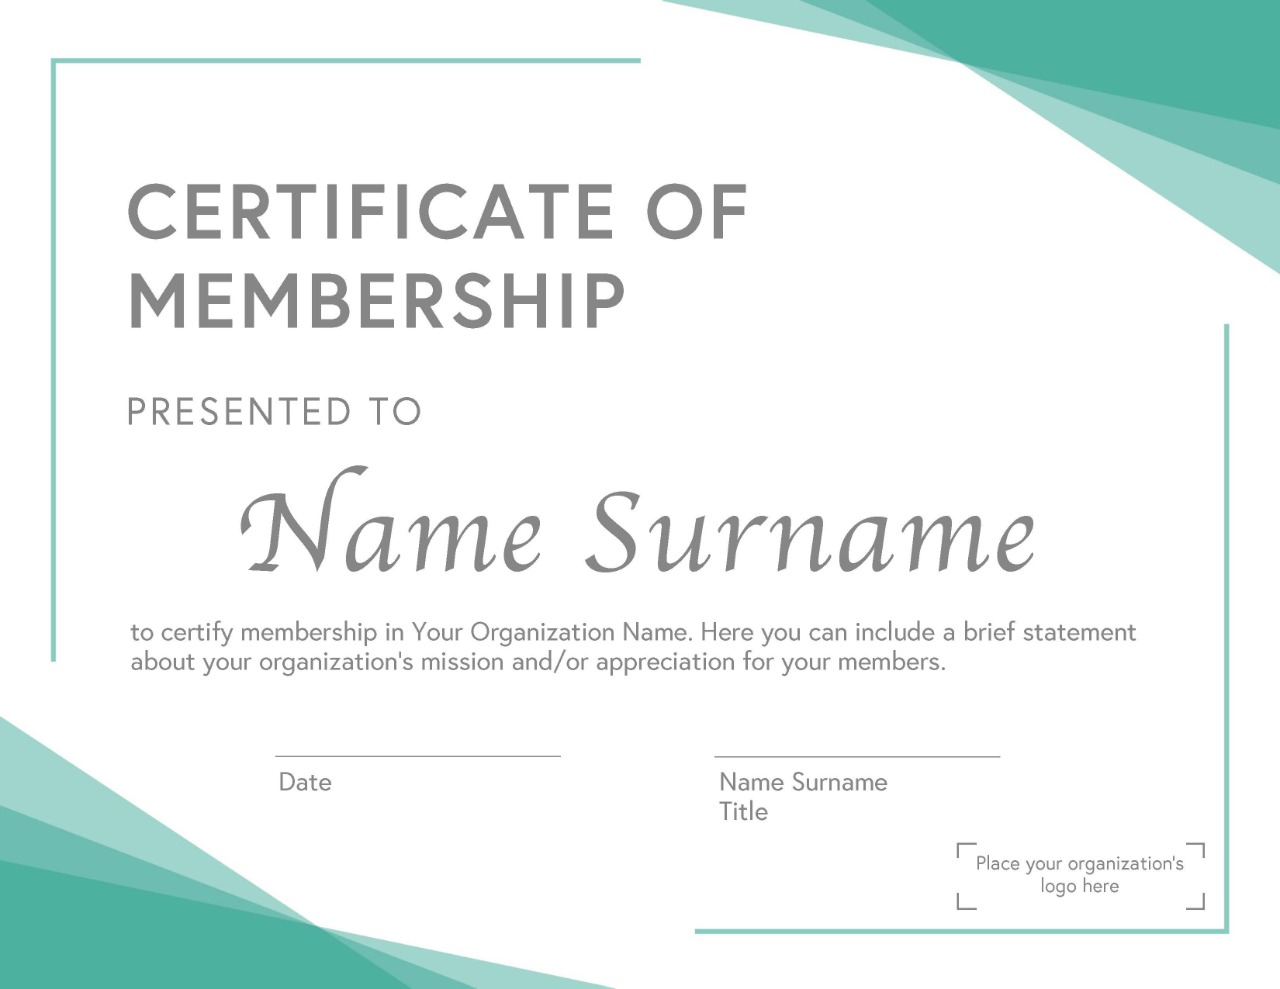 CERTIFICATE OF
MEMBERSHIP
PRESENTED TO
Name Surname
to certify membership in Your Organization Name. Here you can include a brief statement
about your organization's mission and/or appreciation for your members.
Date
Name Surname
Title
Place your organization's
logo here